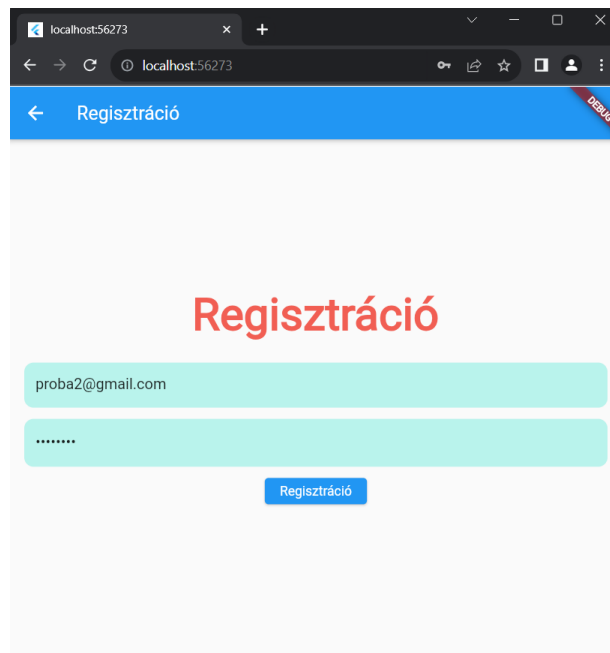 localhost:56273
localhost:56273
Regisztráció
DEBUG
Regisztráció
proba2@gmail.com
••••••••
Regisztráció